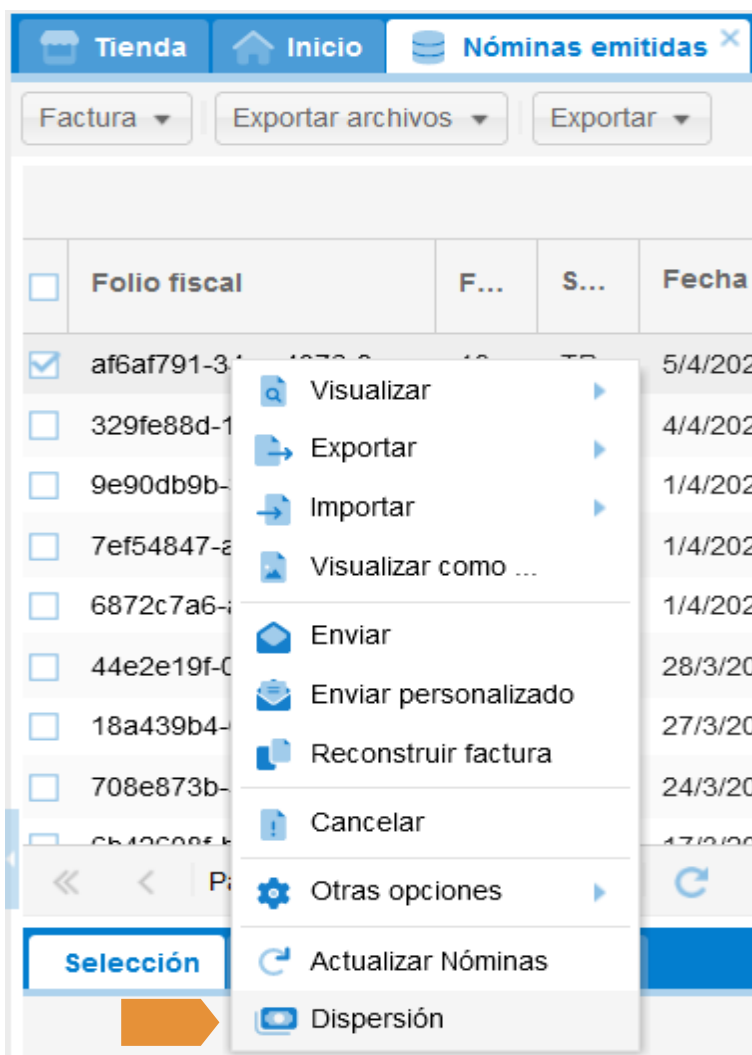 Tienda Inicio Nóminas emitidas
Factura Exportar archivos Exportar
Folio fiscal F... S... Fecha
af6af791-3 5/4/202
329fe88d-1 4/4/202
9e90db9b- 1/4/202
7ef54847-a 1/4/202
6872c7a6-a 1/4/202
44e2e19f-0 28/3/20
18a439b4- 27/3/20
708e873b- 24/3/20
Visualizar
Exportar
Importar
Visualizar como ...
Enviar
Enviar personalizado
Reconstruir factura
Cancelar
Otras opciones
Actualizar Nóminas
Dispersión
Selección